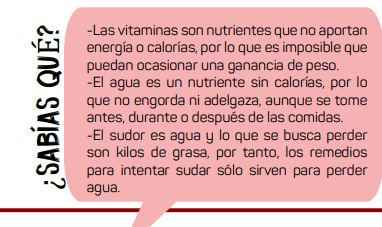 ¿SABÍAS QUÉ?
-Las vitaminas son nutrientes que no aportan
energía o calorías, por lo que es imposible que
puedan ocasionar una ganancia de peso.
-El agua es un nutriente sin calorías, por lo
que no engorda ni adelgaza, aunque se tome
antes, durante o después de las comidas.
-El sudor es agua y lo que se busca perder
son kilos de grasa, por tanto, los remedios
para intentar sudar sólo sirven para perder
agua.